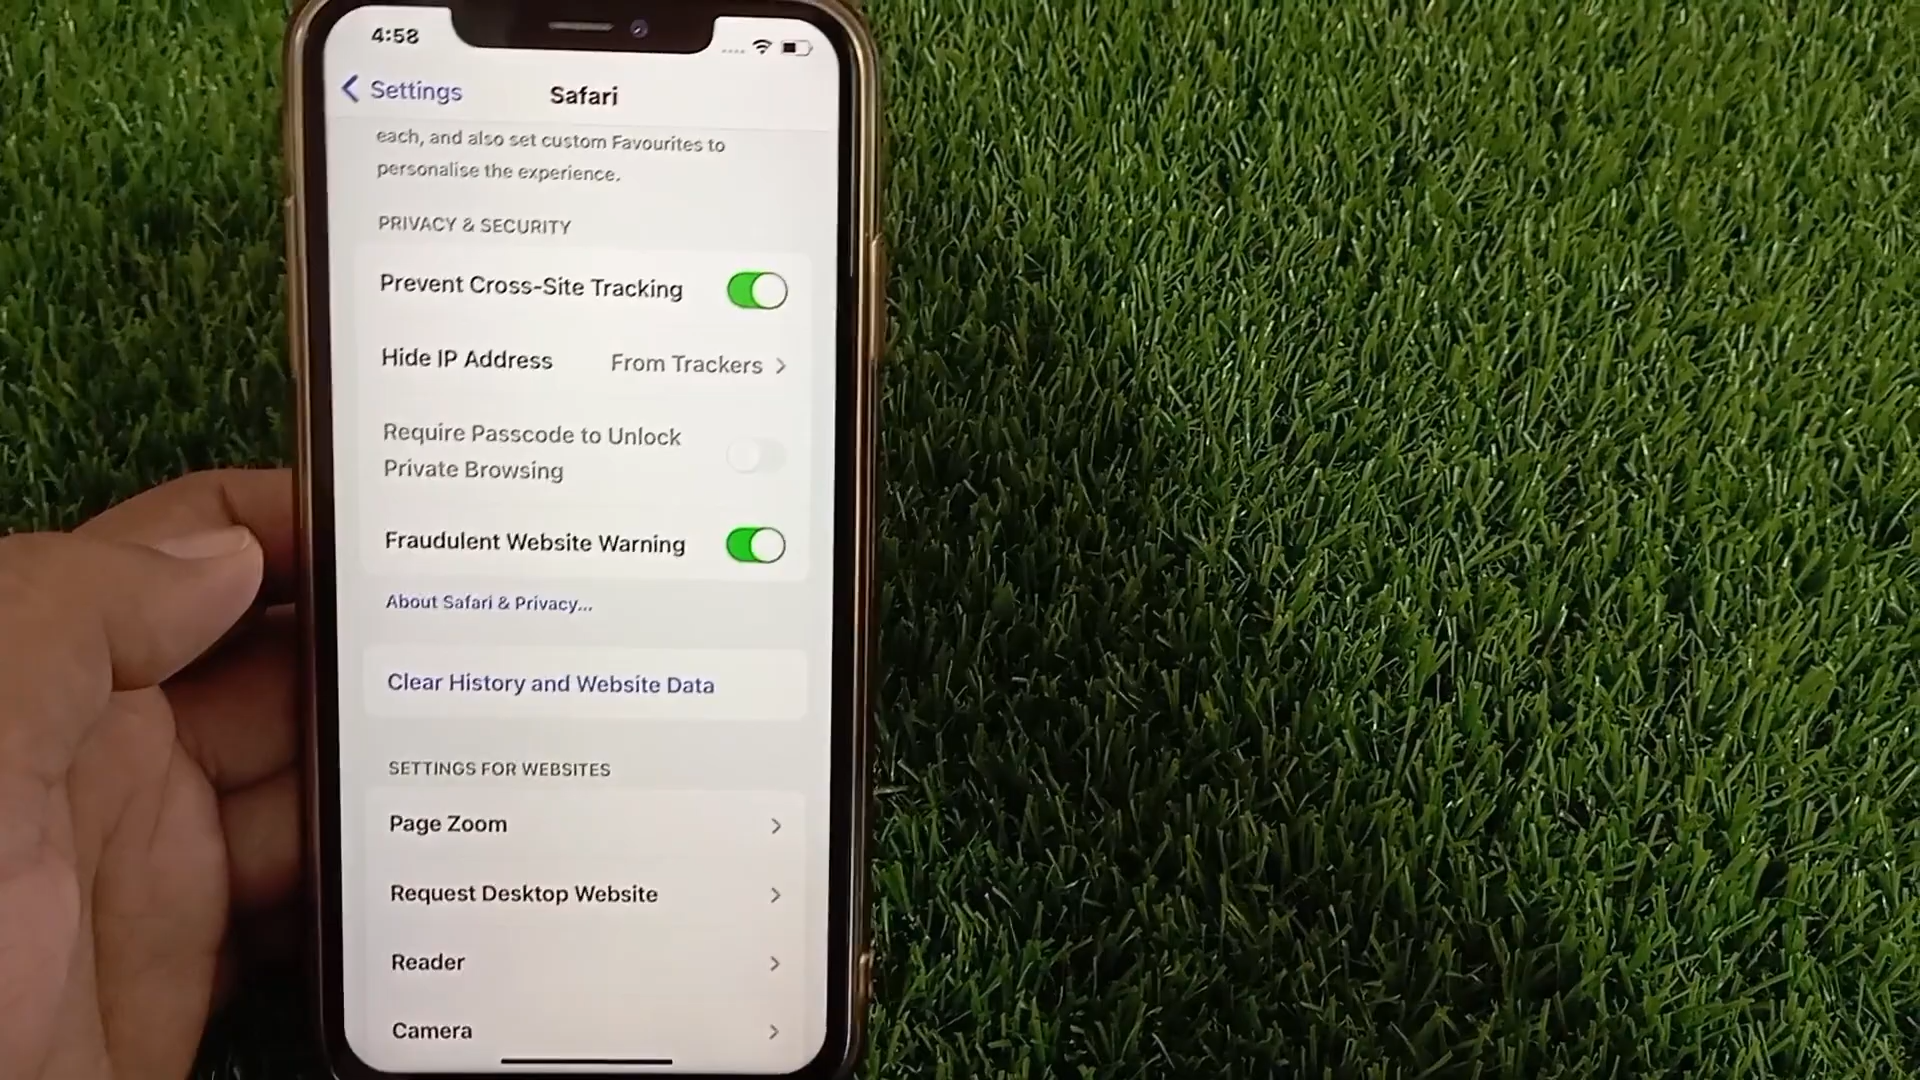 4:58
Settings
Safari
each, and also set custom Favourites to
personalise the experience.
PRIVACY & SECURITY
Prevent Cross-Site Tracking
Hide IP Address From Trackers
Require Passcode to Unlock
Private Browsing
Fraudulent Website Warning
About Safari & Privacy...
Clear History and Website Data
SETTINGS FOR WEBSITES
Page Zoom
Request Desktop Website
Reader
Camera